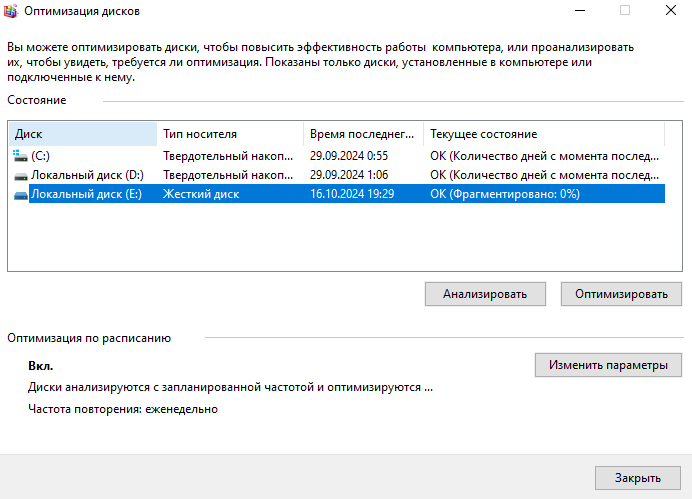 Оптимизация дисков
Вы можете оптимизировать диски, чтобы повысить эффективность работы  компьютера, или проанализировать
их, чтобы увидеть, требуется ли оптимизация. Показаны только диски, установленные в компьютере или
подключенные к нему.
Состояние
Диск Тип носителя Время последнег... Текущее состояние
(C:) Твердотельный накоп... 29.09.2024 0:55 ОК (Количество дней с момента послед...
Локальный диск (D:) Твердотельный накоп... 29.09.2024 1:06 ОК (Количество дней с момента послед...
Локальный диск (E:) Жесткий диск 16.10.2024 19:29 ОК (Фрагментировано: 0%)
Анализировать Оптимизировать
Оптимизация по расписанию
Вкл. Изменить параметры
Диски анализируются с запланированной частотой и оптимизируются ...
Частота повторения: еженедельно
Закрыть